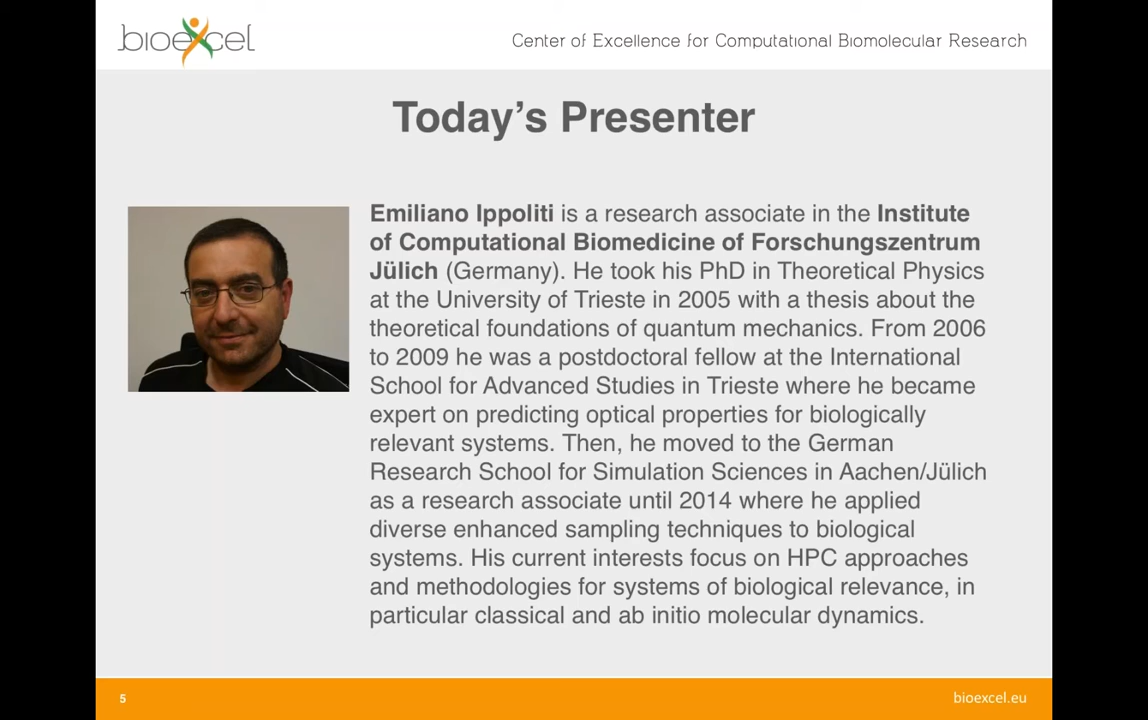 bioexcel
Center of Excellence for Computational Biomolecular Research
Today's Presenter
Emiliano Ippoliti is a research associate in the Institute
of Computational Biomedicine of Forschungszentrum
Jülich (Germany). He took his PhD in Theoretical Physics
at the University of Trieste in 2005 with a thesis about the
theoretical foundations of quantum mechanics. From 2006
to 2009 he was a postdoctoral fellow at the International
School for Advanced Studies in Trieste where he became
expert on predicting optical properties for biologically
relevant systems. Then, he moved to the German
Research School for Simulation Sciences in Aachen/Jülich
as a research associate until 2014 where he applied
diverse enhanced sampling techniques to biological
systems. His current interests focus on HPC approaches
and methodologies for systems of biological relevance, in
particular classical and ab initio molecular dynamics.
5
bioexcel.eu